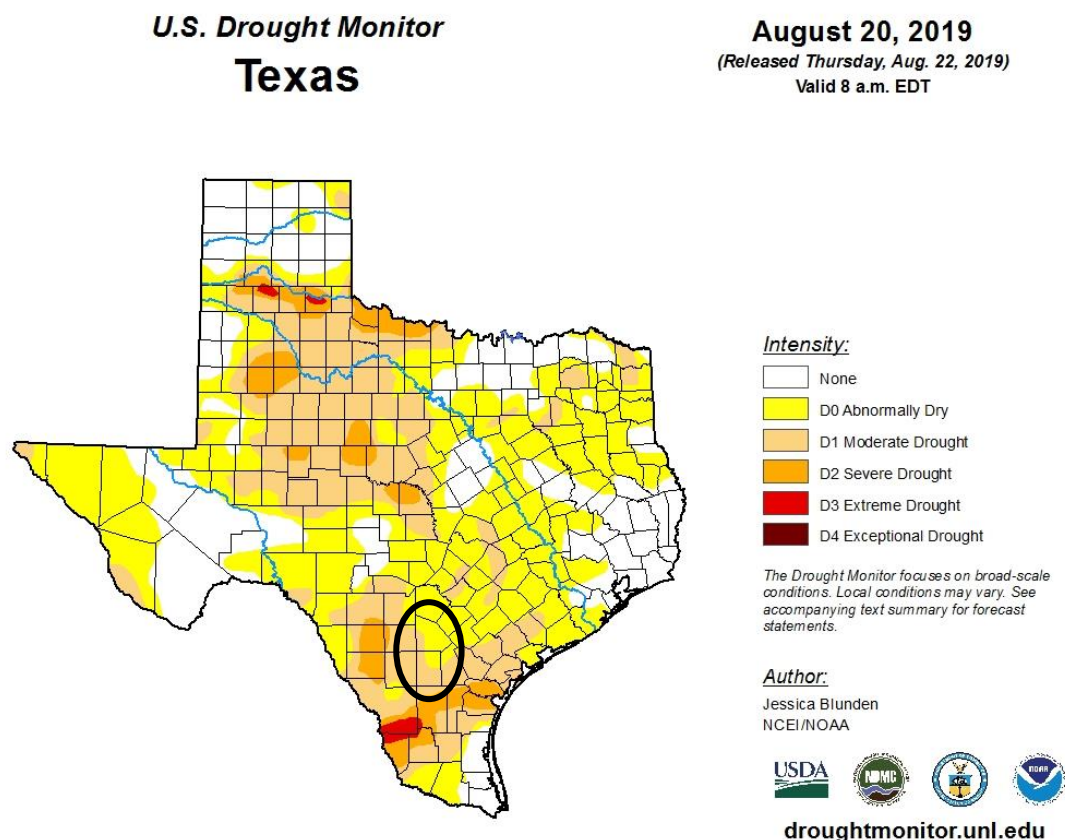 U.S. Drought Monitor
Texas
August 20, 2019
(Released Thursday, Aug. 22, 2019)
Valid 8 a.m. EDT
Intensity:
None
D0 Abnormally Dry
D1 Moderate Drought
D2 Severe Drought
D3 Extreme Drought
D4 Exceptional Drought
The Drought Monitor focuses on broad-scale
conditions. Local conditions may vary. See
accompanying text summary for forecast
statements.
Author:
Jessica Blunden
NCEI/NOAA
USDA
NDMC
NOAA
droughtmonitor.unl.edu